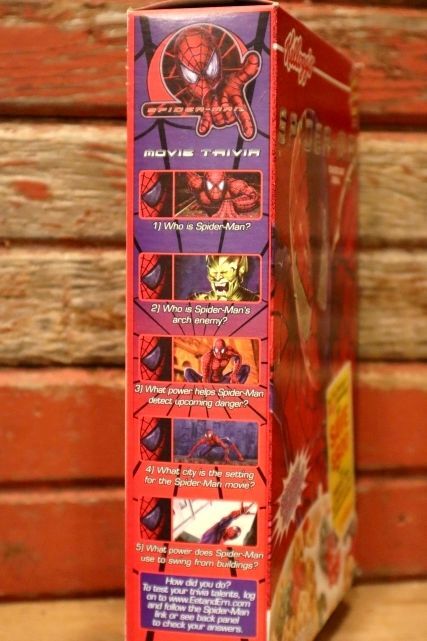 SPIDER-MAN
MOVIE TRIVIA
1) Who is Spider-Man?
2) Who is Spider-Man's
arch enemy?
3) What power helps Spider-Man
detect upcoming danger?
4) What city is the setting
for the Spider-Man movie?
5) What power does Spider-Man
use to swing from buildings?
How did you do?
To test your trivia talents, log
on to www.EetandErn.com
and follow the Spider-Man
link or see back panel
to check your answers.
Kellogg's